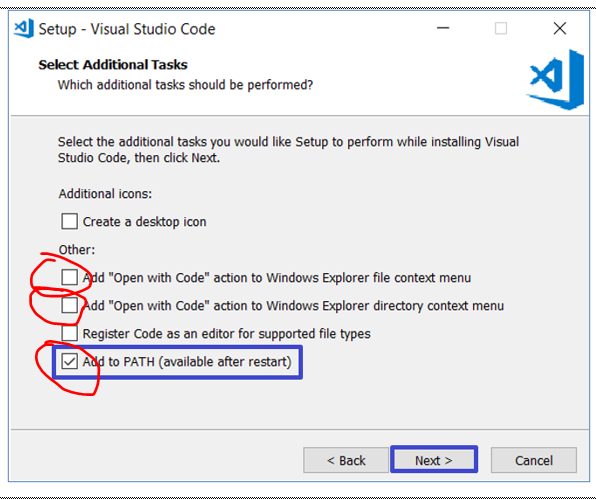 Setup - Visual Studio Code
Select Additional Tasks
Which additional tasks should be performed?
Select the additional tasks you would like Setup to perform while installing Visual
Studio Code, then click Next.
Additional icons:
Create a desktop icon
Other:
Add "Open with Code" action to Windows Explorer file context menu
Add "Open with Code" action to Windows Explorer directory context menu
Register Code as an editor for supported file types
Add to PATH (available after restart)
< Back Next > Cancel